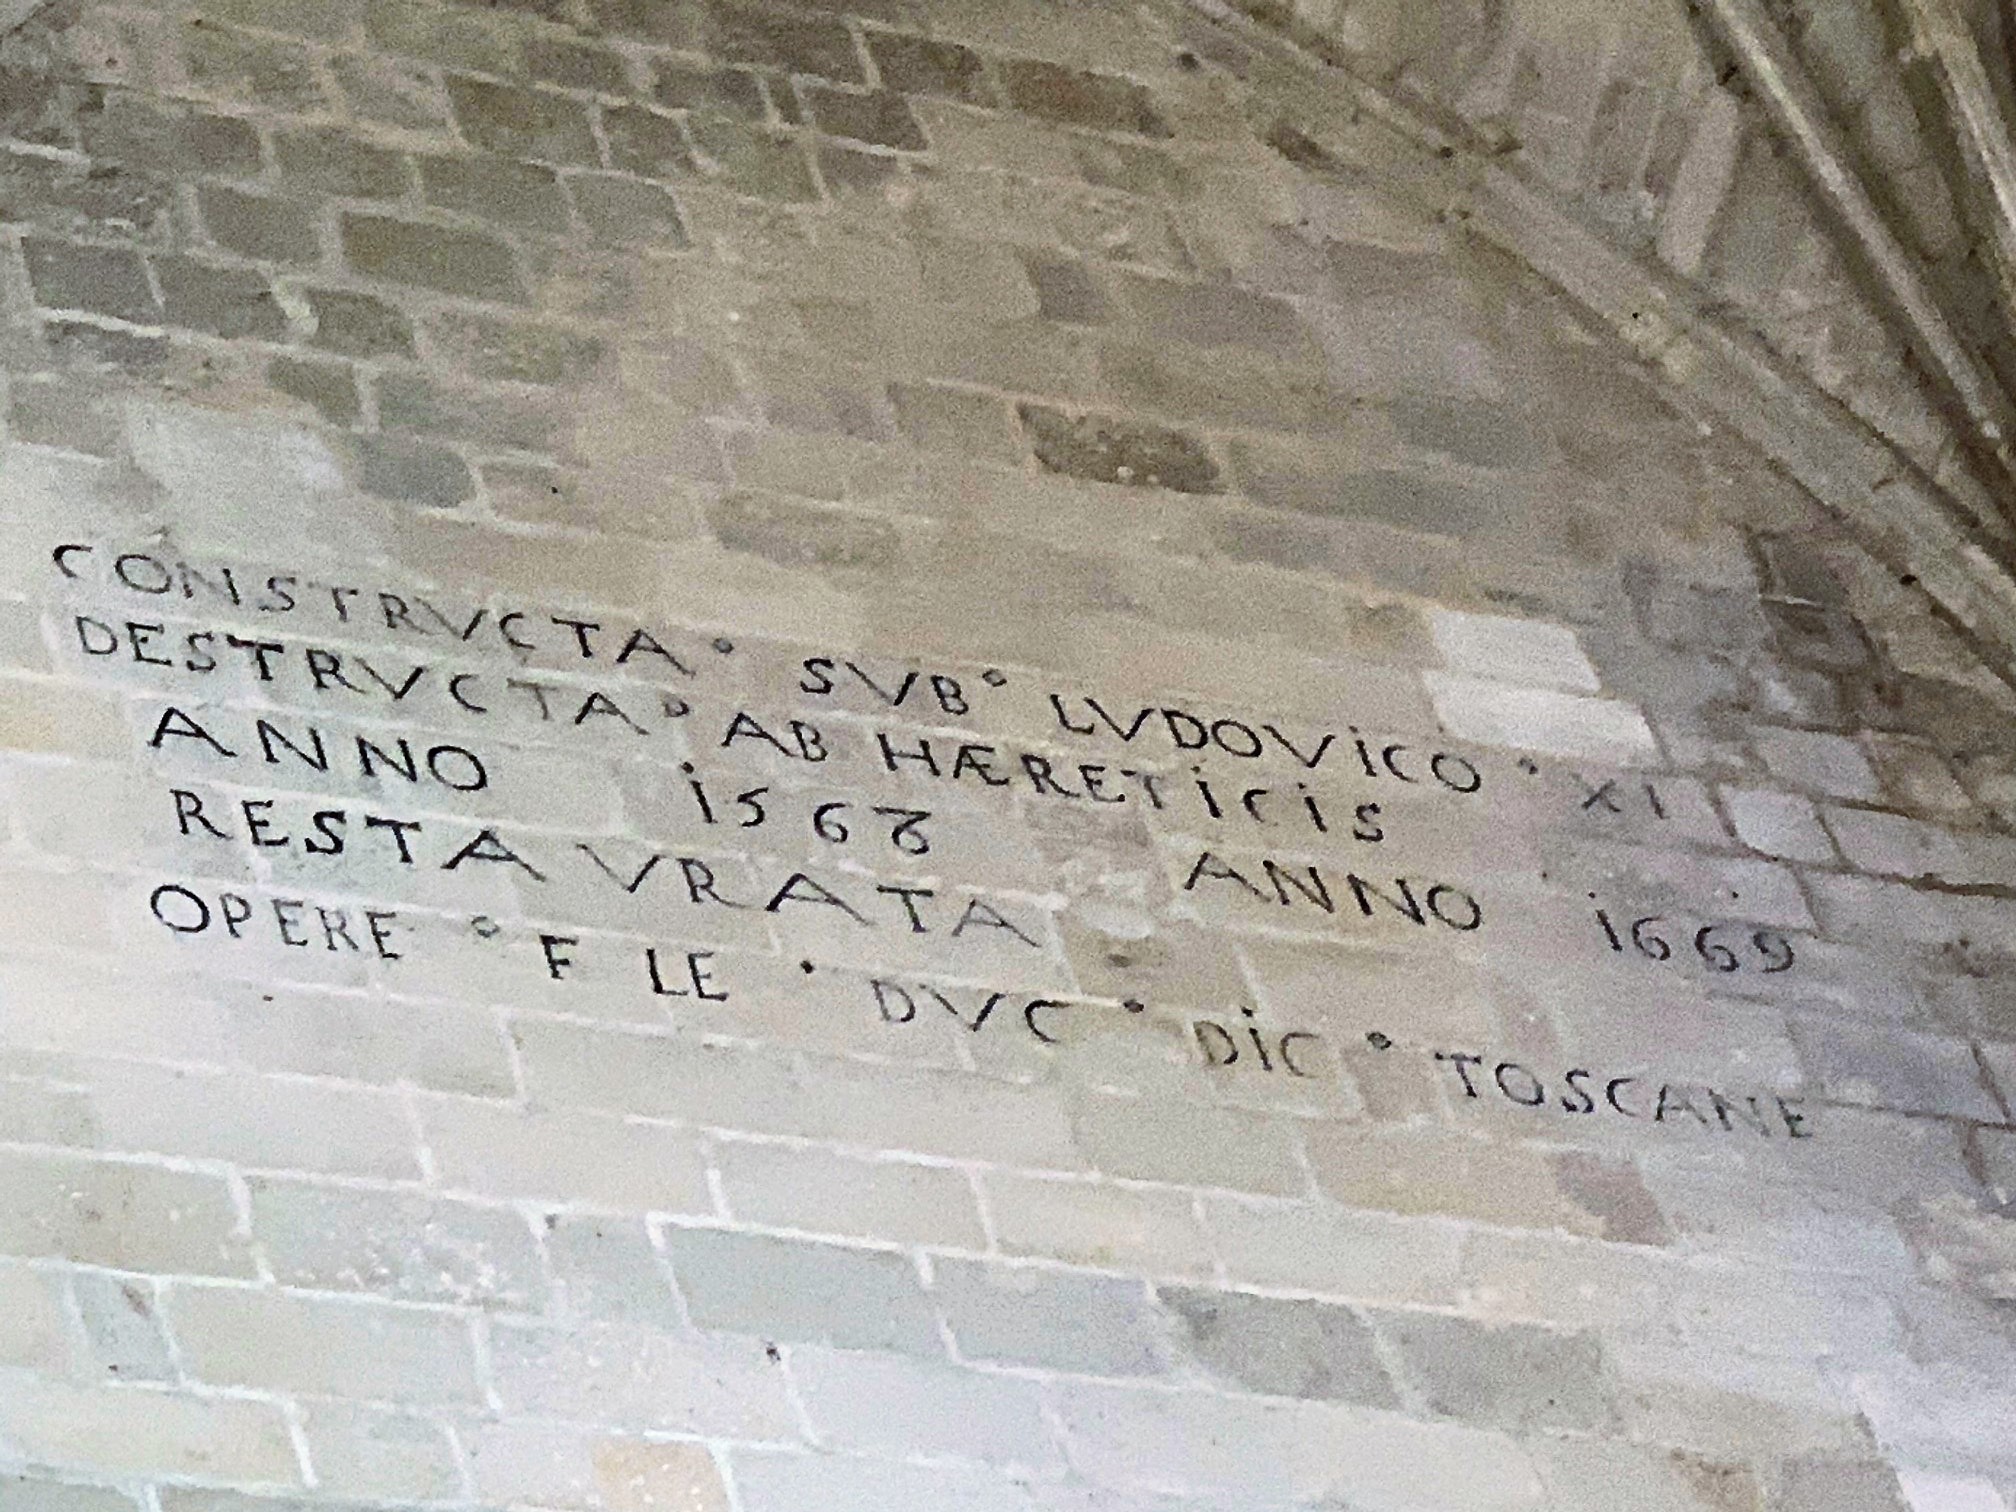 CONSTRVCTA ° SVB ° LVDOVICO ° XI
DESTRVCTA ° AB HÆRETICIS
ANNO 1568
RESTAVRATA ANNO 1669
OPERE ° F LE · DVC ° DIC ° TOSCANE